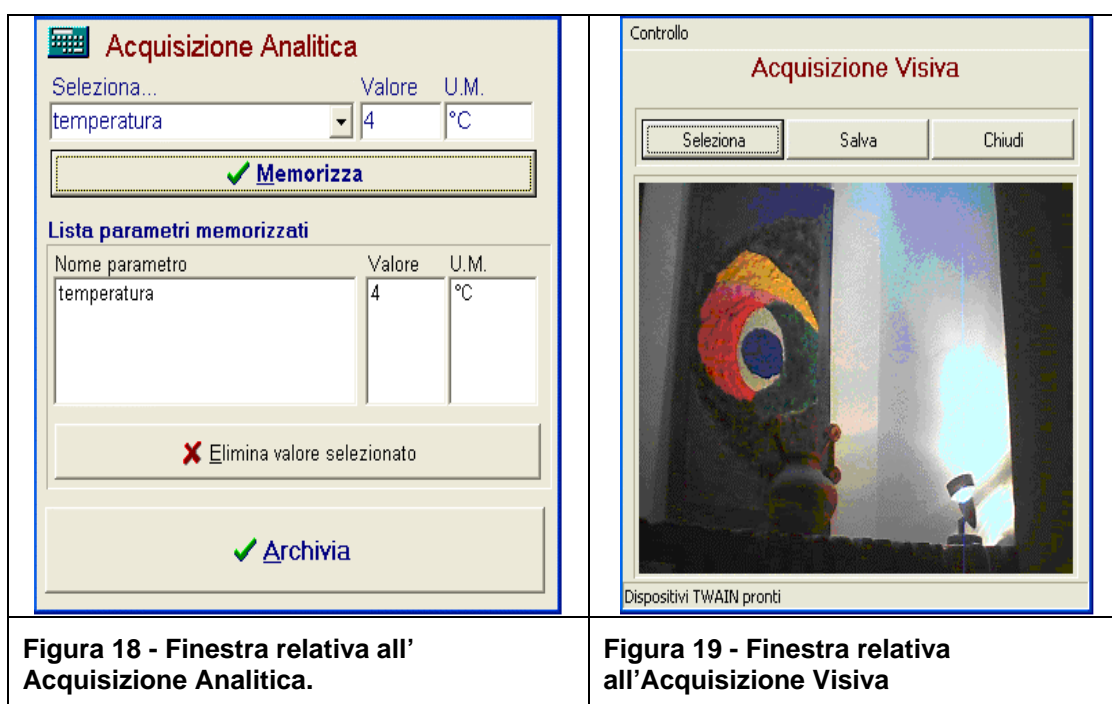 Acquisizione Analitica
Seleziona... Valore U.M.
temperatura 4 °C
Memorizza
Lista parametri memorizzati
Nome parametro Valore U.M.
temperatura 4 °C
Elimina valore selezionato
Archivia
Figura 18 - Finestra relativa all'
Acquisizione Analitica.
Controllo
Acquisizione Visiva
Seleziona Salva Chiudi
Dispositivi TWAIN pronti
Figura 19 - Finestra relativa
all'Acquisizione Visiva